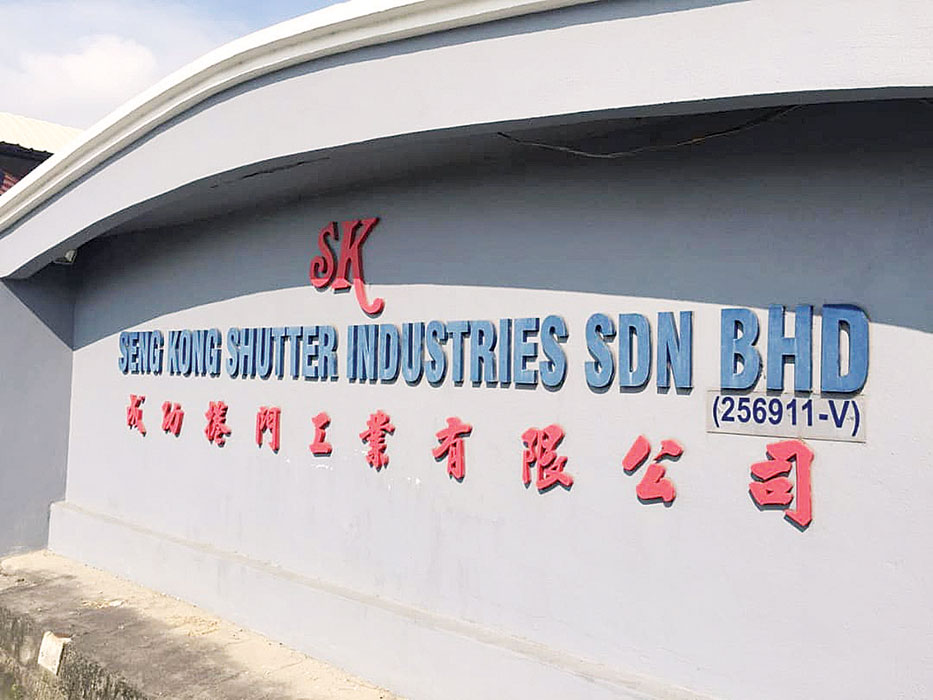 SK
SENG KONG SHUTTER INDUSTRIES SDN BHD
(256911-V)
成功捲門工業有限公司